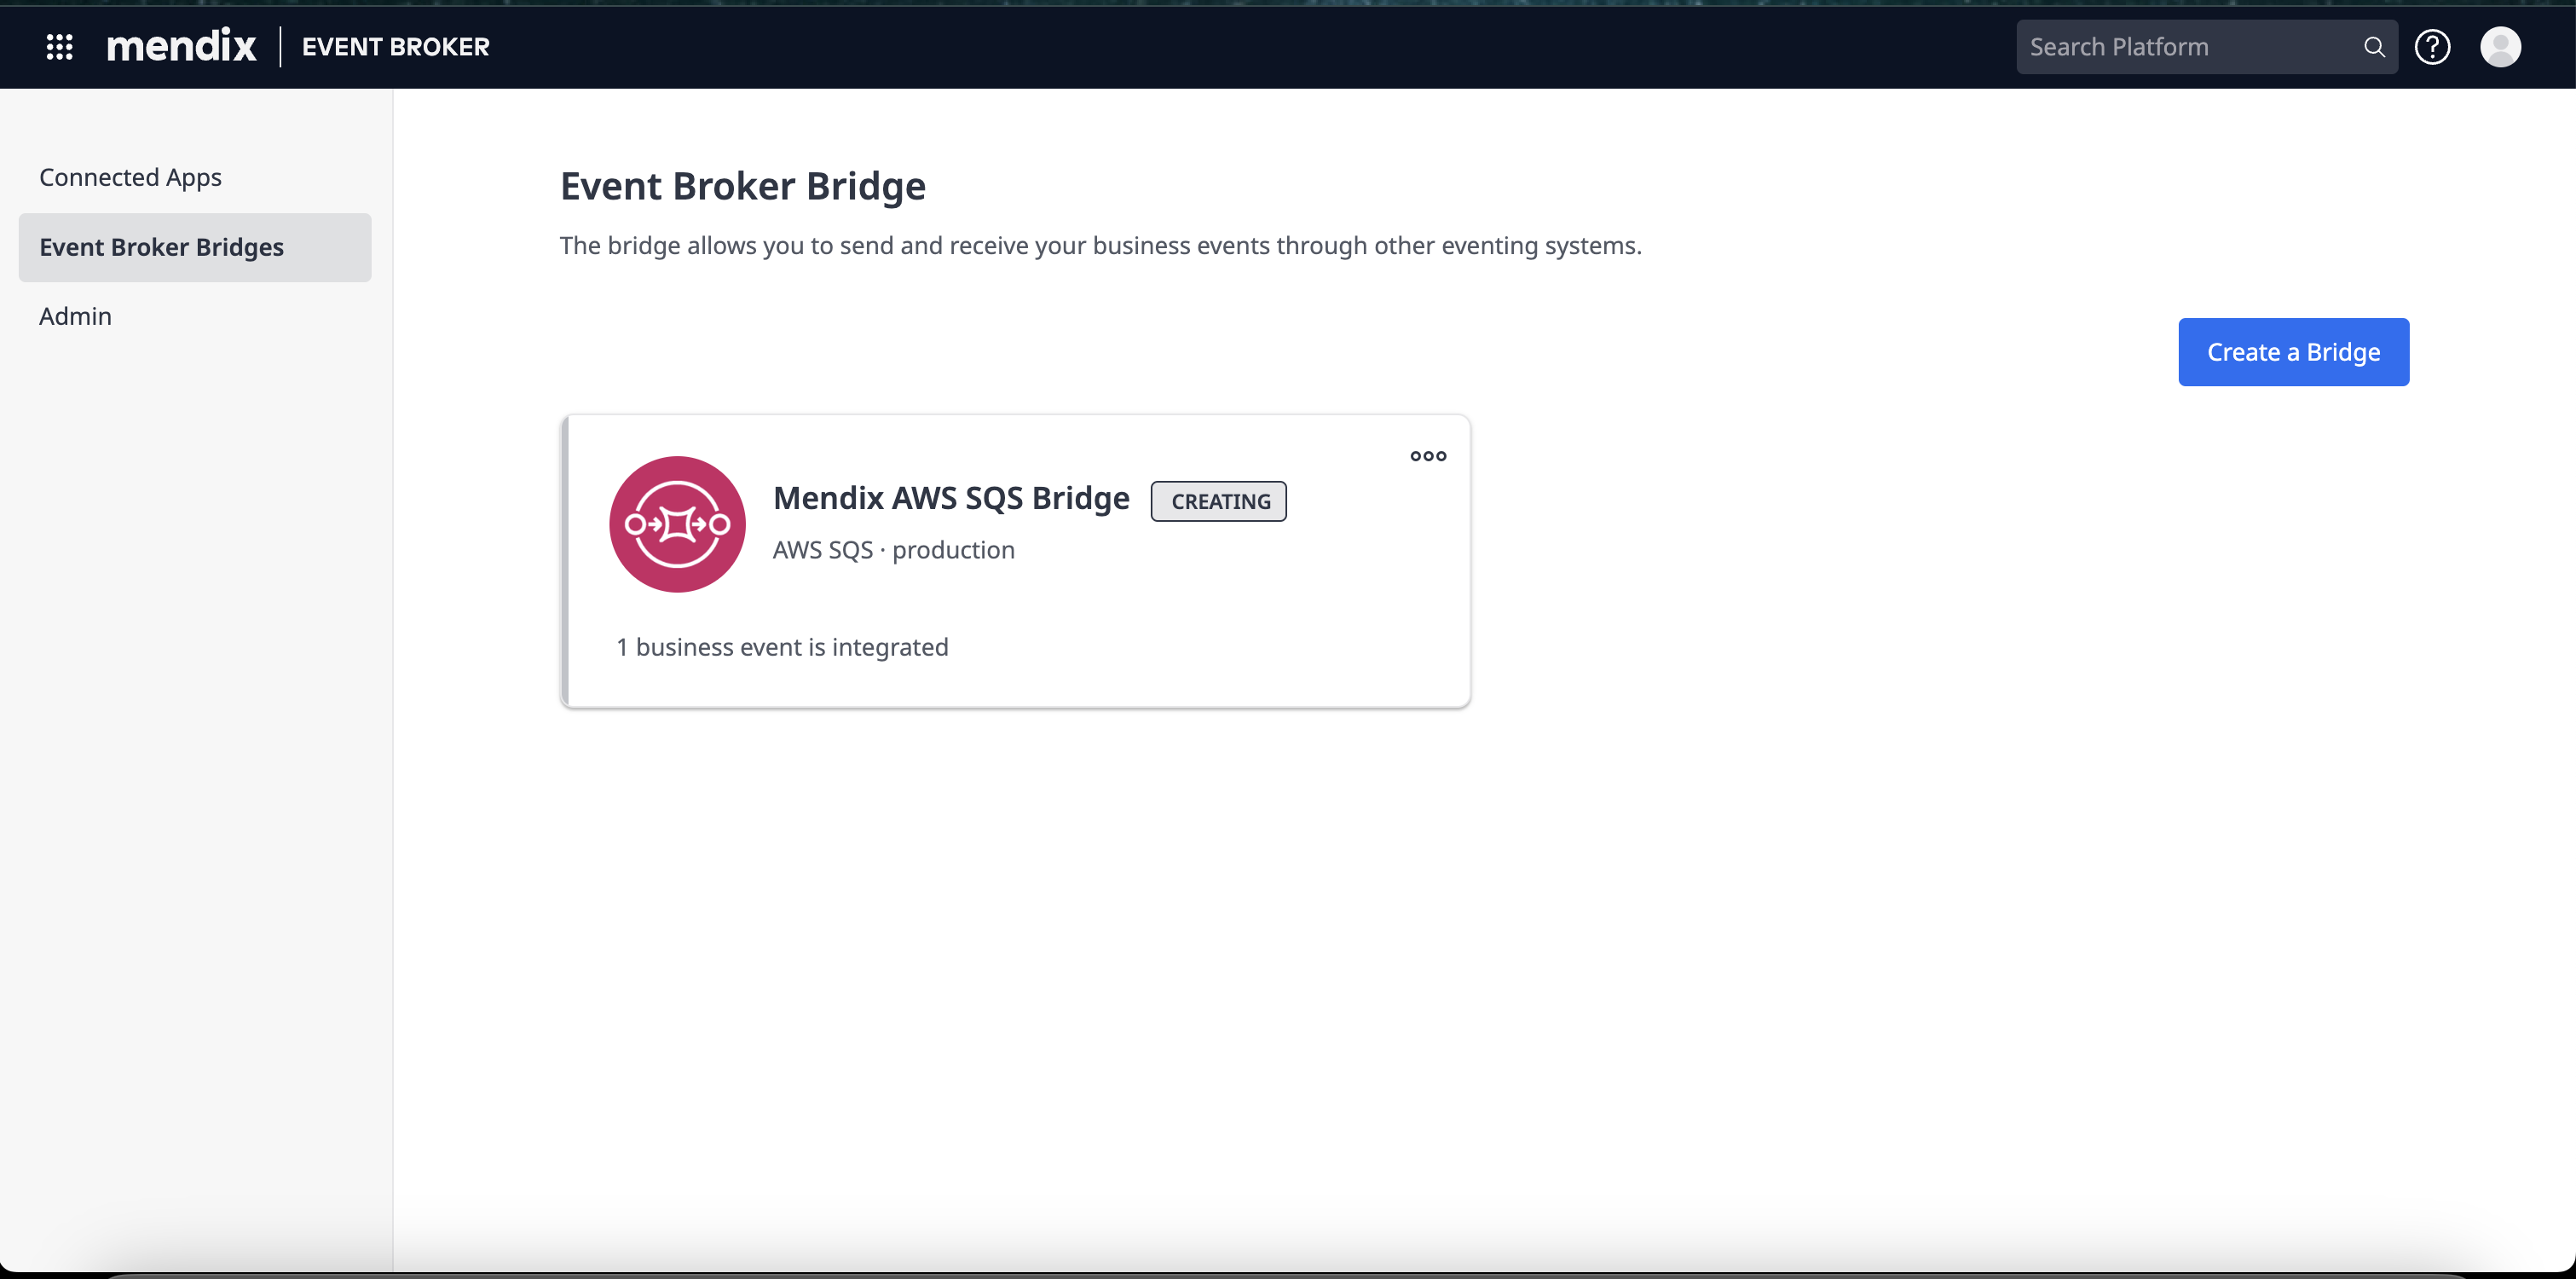 mendix EVENT BROKER
Search Platform
Connected Apps
Event Broker Bridges
Admin
Event Broker Bridge
The bridge allows you to send and receive your business events through other eventing systems.
Create a Bridge
Mendix AWS SQS Bridge CREATING
AWS SQS · production
1 business event is integrated